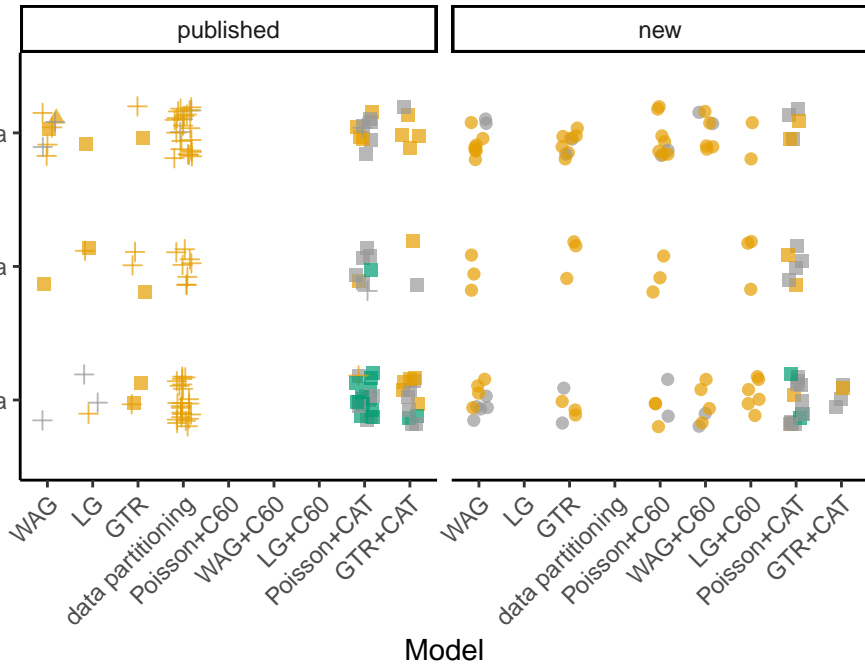 published new
a
a
a
WAG LG GTR data partitioning Poisson+C60 WAG+C60 LG+C60 Poisson+CAT GTR+CAT WAG LG GTR data partitioning Poisson+C60 WAG+C60 LG+C60 Poisson+CAT GTR+CAT
Model